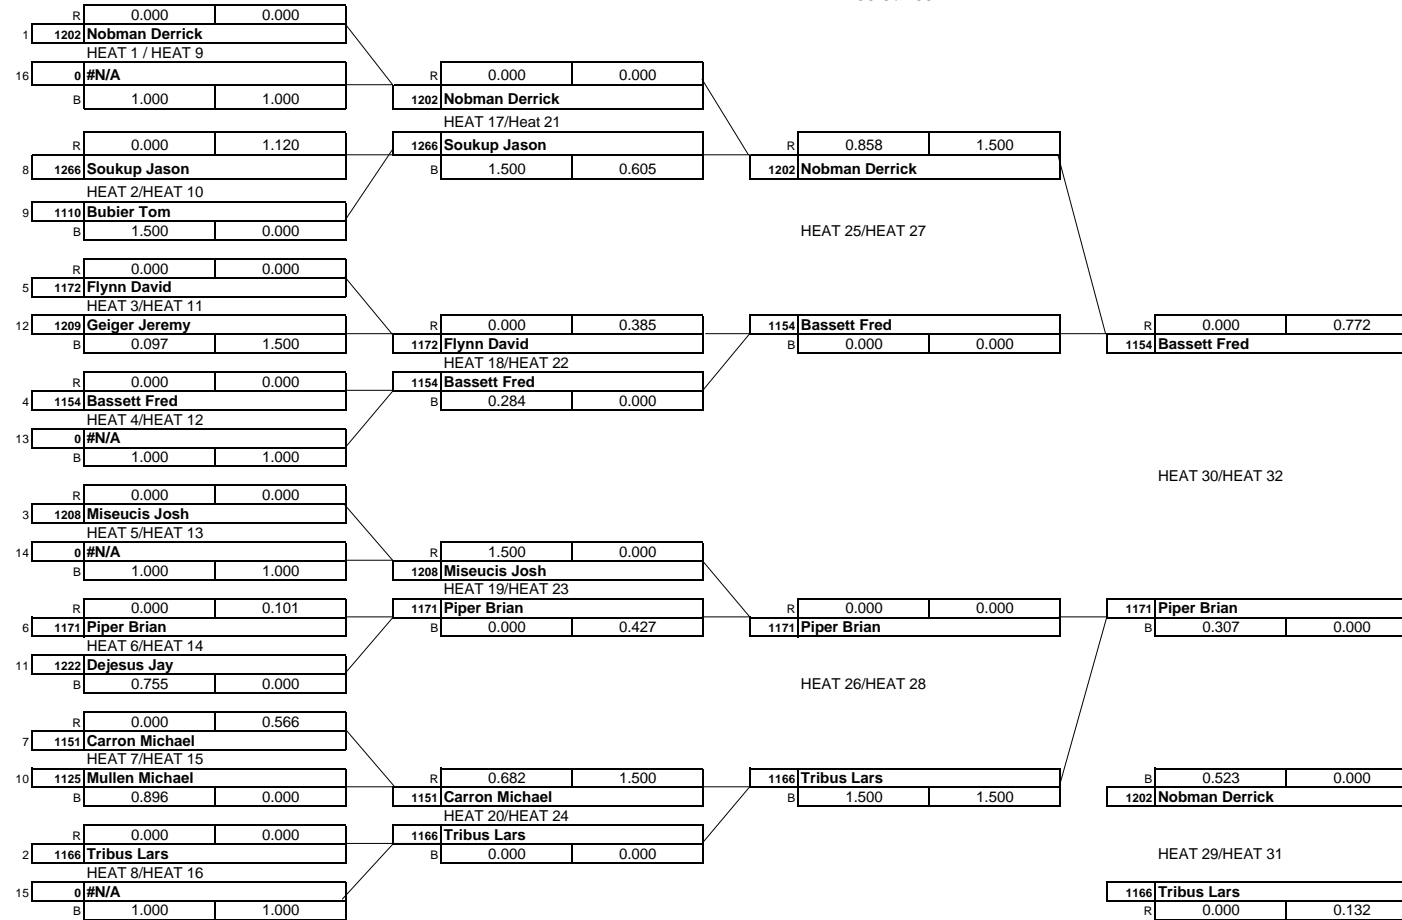 R 0.000 0.000
1 1202 Nobman Derrick
HEAT 1 / HEAT 9
16 0 #N/A
B 1.000 1.000
R 0.000 1.120
8 1266 Soukup Jason
HEAT 2/HEAT 10
9 1110 Bubier Tom
B 1.500 0.000
R 0.000 0.000
5 1172 Flynn David
HEAT 3/HEAT 11
12 1209 Geiger Jeremy
B 0.097 1.500
R 0.000 0.000
4 1154 Bassett Fred
HEAT 4/HEAT 12
13 0 #N/A
B 1.000 1.000
R 0.000 0.000
3 1208 Miseucis Josh
HEAT 5/HEAT 13
14 0 #N/A
B 1.000 1.000
R 0.000 0.101
6 1171 Piper Brian
HEAT 6/HEAT 14
11 1222 Dejesus Jay
B 0.755 0.000
R 0.000 0.566
7 1151 Carron Michael
HEAT 7/HEAT 15
10 1125 Mullen Michael
B 0.896 0.000
R 0.000 0.000
2 1166 Tribus Lars
HEAT 8/HEAT 16
15 0 #N/A
B 1.000 1.000
R 0.000 0.000
1202 Nobman Derrick
HEAT 17/Heat 21
1266 Soukup Jason
B 1.500 0.605
R 0.000 0.385
1172 Flynn David
HEAT 18/HEAT 22
1154 Bassett Fred
B 0.284 0.000
R 1.500 0.000
1208 Miseucis Josh
HEAT 19/HEAT 23
1171 Piper Brian
B 0.000 0.427
R 0.682 1.500
1151 Carron Michael
HEAT 20/HEAT 24
1166 Tribus Lars
B 0.000 0.000
R 0.858 1.500
1202 Nobman Derrick
HEAT 25/HEAT 27
1154 Bassett Fred
B 0.000 0.000
R 0.000 0.000
1171 Piper Brian
HEAT 26/HEAT 28
1166 Tribus Lars
B 1.500 1.500
R 0.000 0.772
1154 Bassett Fred
HEAT 30/HEAT 32
1171 Piper Brian
B 0.307 0.000
B 0.523 0.000
1202 Nobman Derrick
HEAT 29/HEAT 31
1166 Tribus Lars
R 0.000 0.132